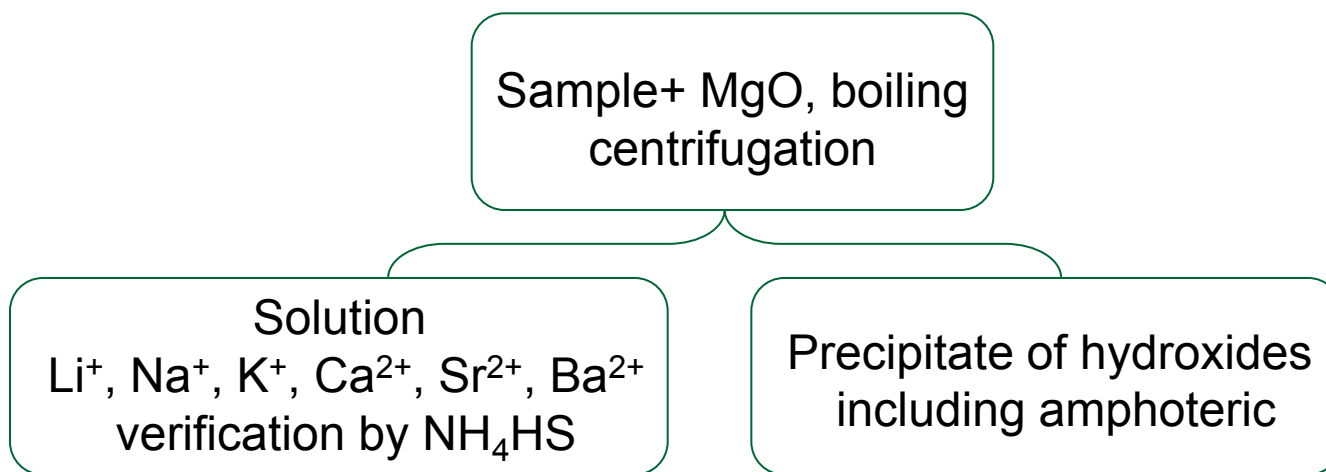 Sample+ MgO, boiling
centrifugation
Solution
Li⁺, Na⁺, K⁺, Ca²⁺, Sr²⁺, Ba²⁺
verification by NH₄HS
Precipitate of hydroxides
including amphoteric